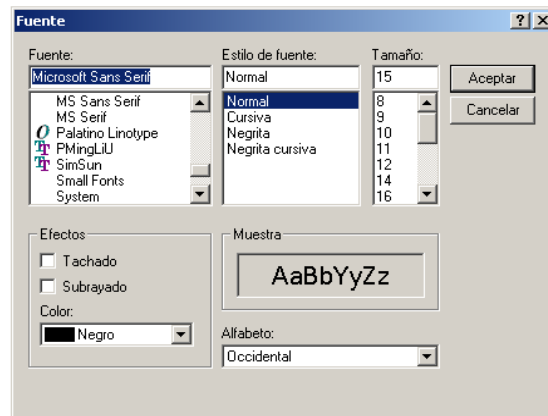 Fuente
Fuente:
Microsoft Sans Serif
MS Sans Serif
MS Serif
Palatino Linotype
PMingLiU
SimSun
Small Fonts
System
Estilo de fuente:
Normal
Normal
Cursiva
Negrita
Negrita cursiva
Tamaño:
15
8
9
10
11
12
14
16
Aceptar
Cancelar
Efectos
Tachado
Subrayado
Color:
Negro
Muestra
AaBbYyZz
Alfabeto:
Occidental